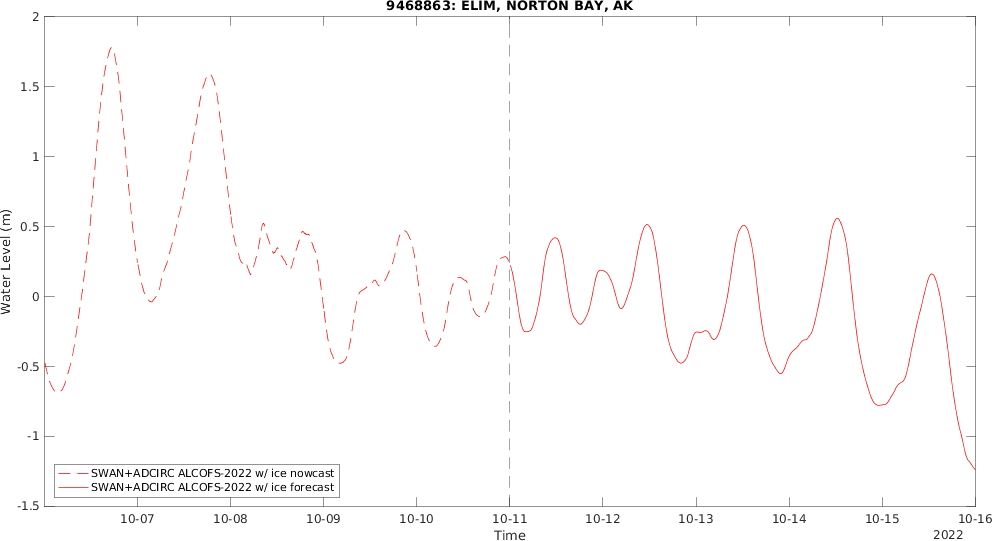 9468863: ELIM, NORTON BAY, AK
2
1.5
1
0.5
0
-0.5
-1
-1.5
Water Level (m)
SWAN+ADCIRC ALCOFS-2022 w/ ice nowcast
SWAN+ADCIRC ALCOFS-2022 w/ ice forecast
10-07 10-08 10-09 10-10 10-11 10-12 10-13 10-14 10-15 10-16
Time
2022